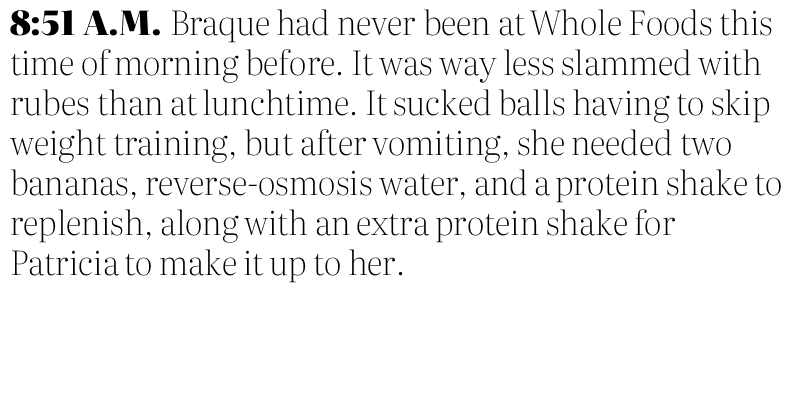 8:51 A.M. Braque had never been at Whole Foods this
time of morning before. It was way less slammed with
rubes than at lunchtime. It sucked balls having to skip
weight training, but after vomiting, she needed two
bananas, reverse-osmosis water, and a protein shake to
replenish, along with an extra protein shake for
Patricia to make it up to her.